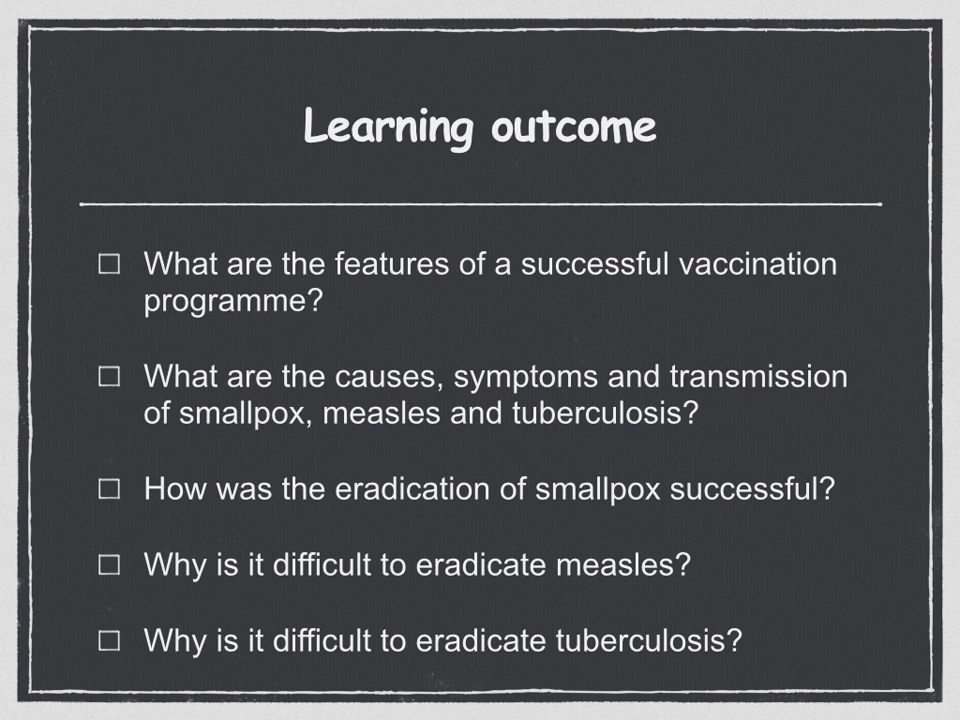 Learning outcome
What are the features of a successful vaccination
programme?
What are the causes, symptoms and transmission
of smallpox, measles and tuberculosis?
How was the eradication of smallpox successful?
Why is it difficult to eradicate measles?
Why is it difficult to eradicate tuberculosis?